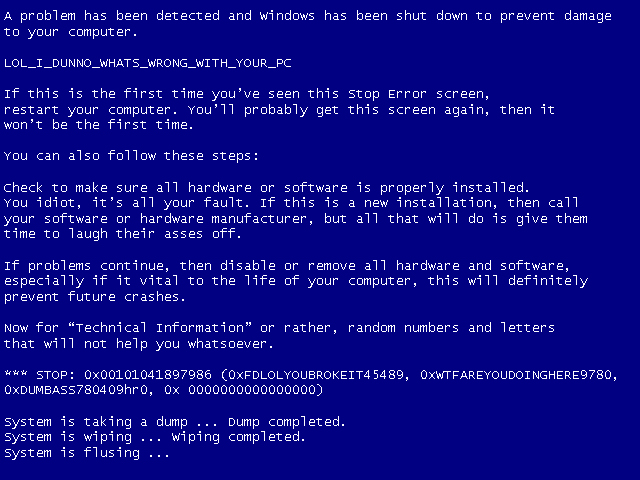 A problem has been detected and Windows has been shut down to prevent damage
to your computer.
LOL_I_DUNNO_WHATS_WRONG_WITH_YOUR_PC
If this is the first time you've seen this Stop Error screen,
restart your computer. You'll probably get this screen again, then it
won't be the first time.
You can also follow these steps:
Check to make sure all hardware or software is properly installed.
You idiot, it's all your fault. If this is a new installation, then call
your software or hardware manufacturer, but all that will do is give them
time to laugh their asses off.
If problems continue, then disable or remove all hardware and software,
especially if it vital to the life of your computer, this will definitely
prevent future crashes.
Now for “Technical Information” or rather, random numbers and letters
that will not help you whatsoever.
*** STOP: 0x00101041897986 (0xFDLOLYOUBROKEIT45489, 0xWTFAREYOUDOINGHERE9780,
0xDUMBASS780409hr0, 0x 0000000000000000)
System is taking a dump ... Dump completed.
System is wiping ... Wiping completed.
System is flusing ...